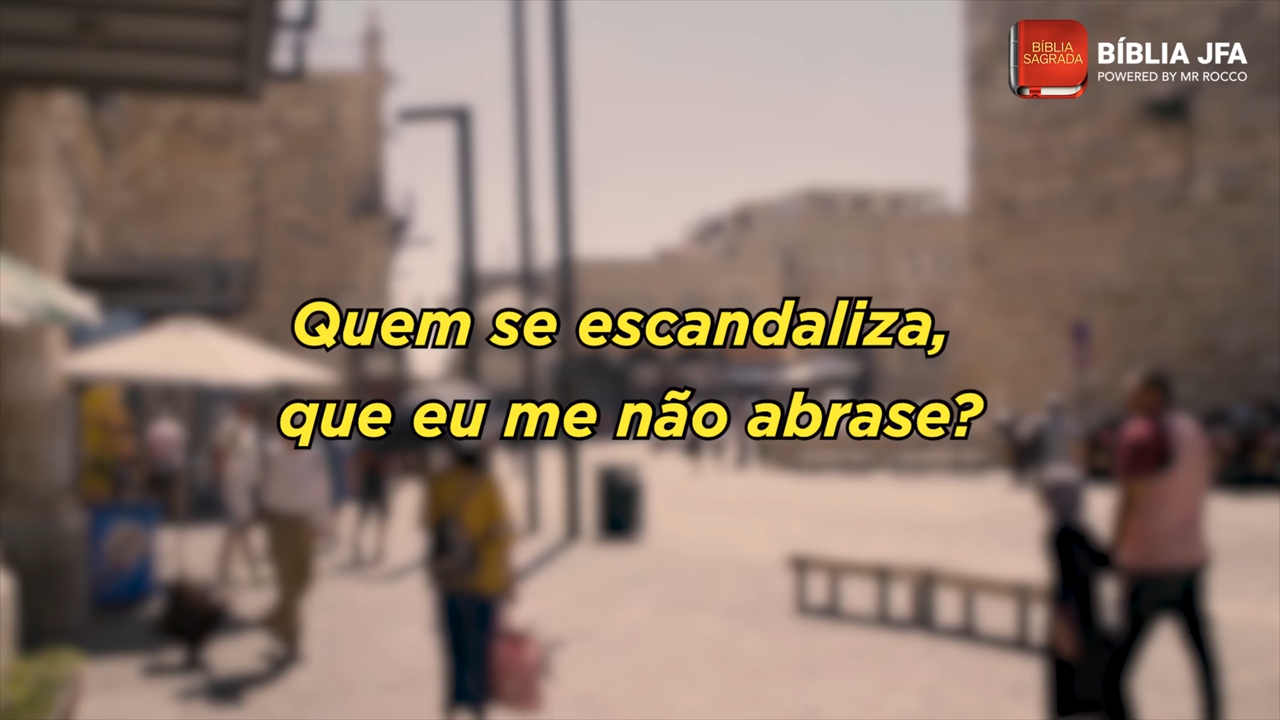 BÍBLIA
SAGRADA
BÍBLIA JFA
POWERED BY MR ROCCO
Quem se escandaliza,
que eu me não abrase?